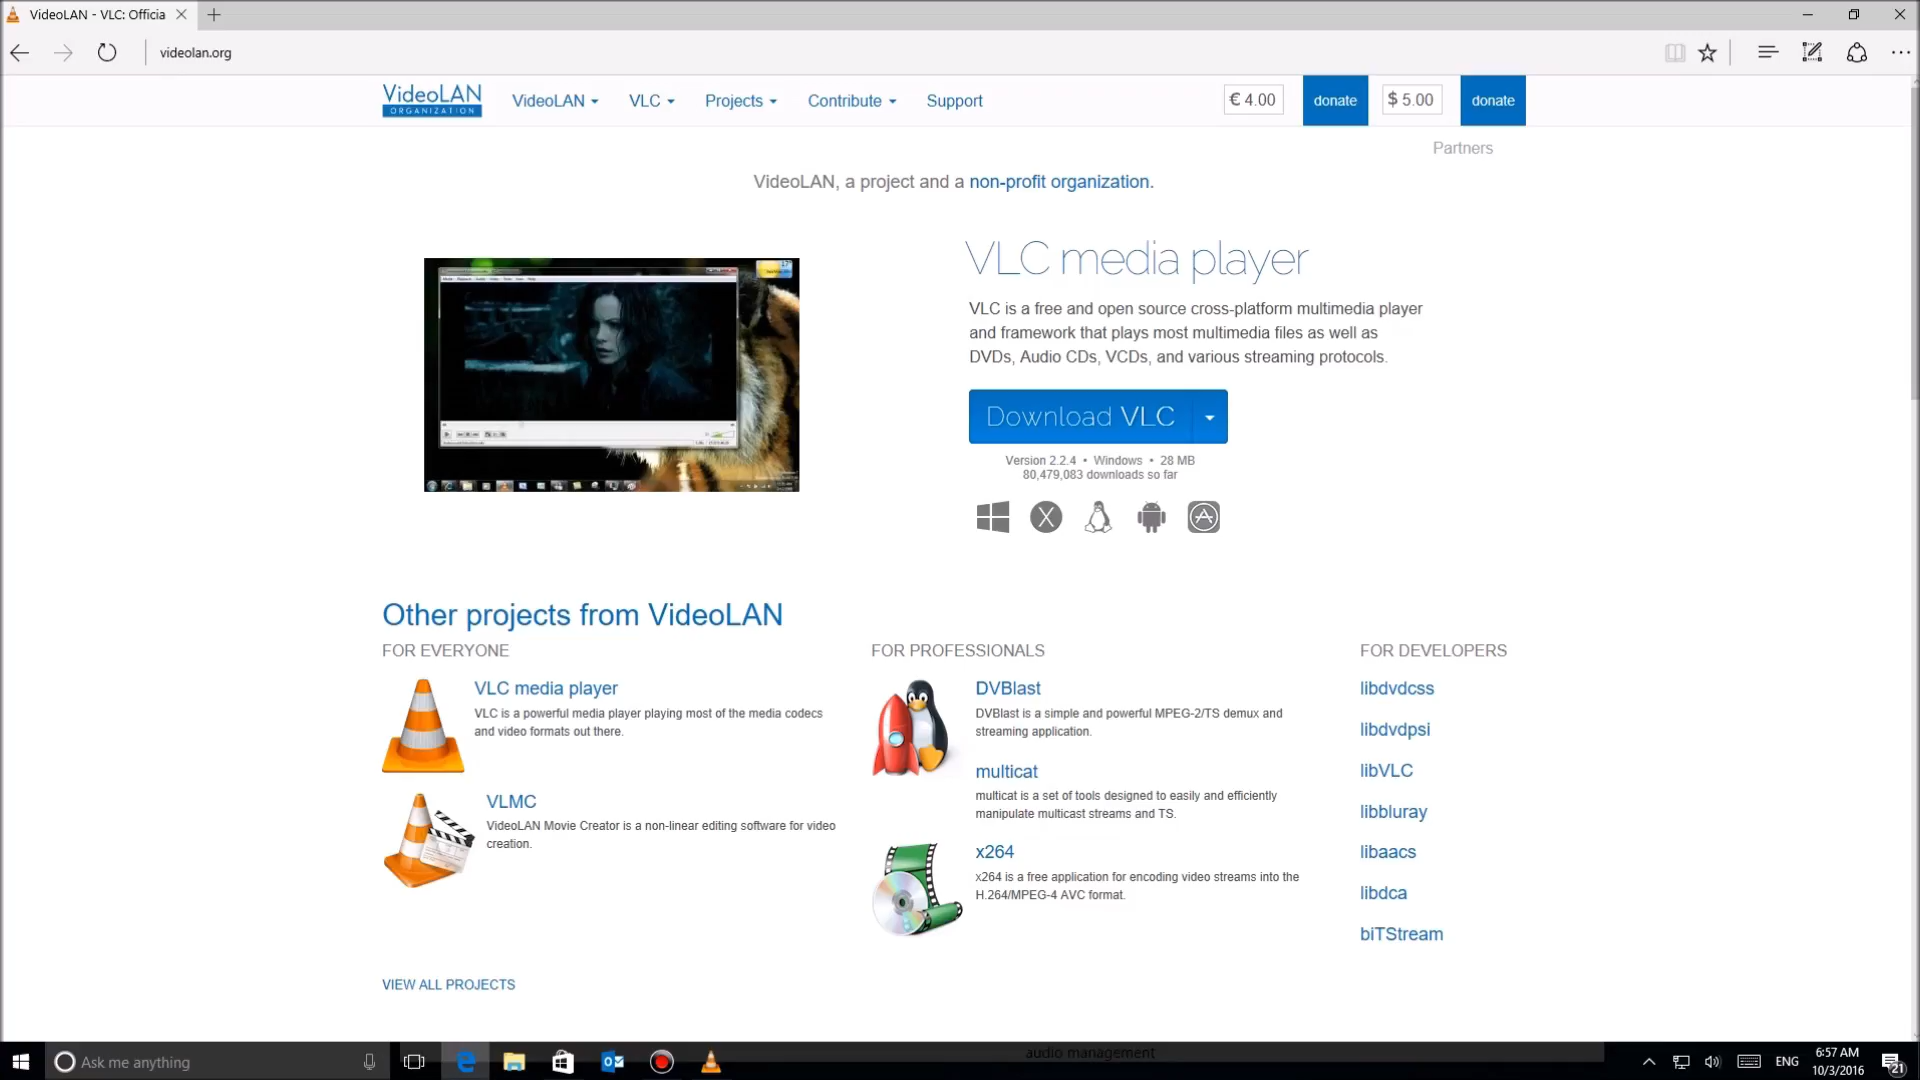 VideoLAN - VLC: Officia
videolan.org
VideoLAN
ORGANIZATION
VideoLAN
VLC
Projects
Contribute
Support
€ 4.00
donate
$ 5.00
donate
Partners
VideoLAN, a project and a non-profit organization.
VLC media player
VLC is a free and open source cross-platform multimedia player
and framework that plays most multimedia files as well as
DVDs, Audio CDs, VCDs, and various streaming protocols.
Download VLC
Version 2.2.4 • Windows • 28 MB
80,479,083 downloads so far
Other projects from VideoLAN
FOR EVERYONE
VLC media player
VLC is a powerful media player playing most of the media codecs
and video formats out there.
VLMC
VideoLAN Movie Creator is a non-linear editing software for video
creation.
VIEW ALL PROJECTS
FOR PROFESSIONALS
DVBlast
DVBlast is a simple and powerful MPEG-2/TS demux and
streaming application.
multicat
multicat is a set of tools designed to easily and efficiently
manipulate multicast streams and TS.
x264
x264 is a free application for encoding video streams into the
H.264/MPEG-4 AVC format.
FOR DEVELOPERS
libdvdcss
libdvdpsi
libVLC
libbluray
libaacs
libdca
biTStream
Ask me anything
audio management
ENG
6:57 AM
10/3/2016
21